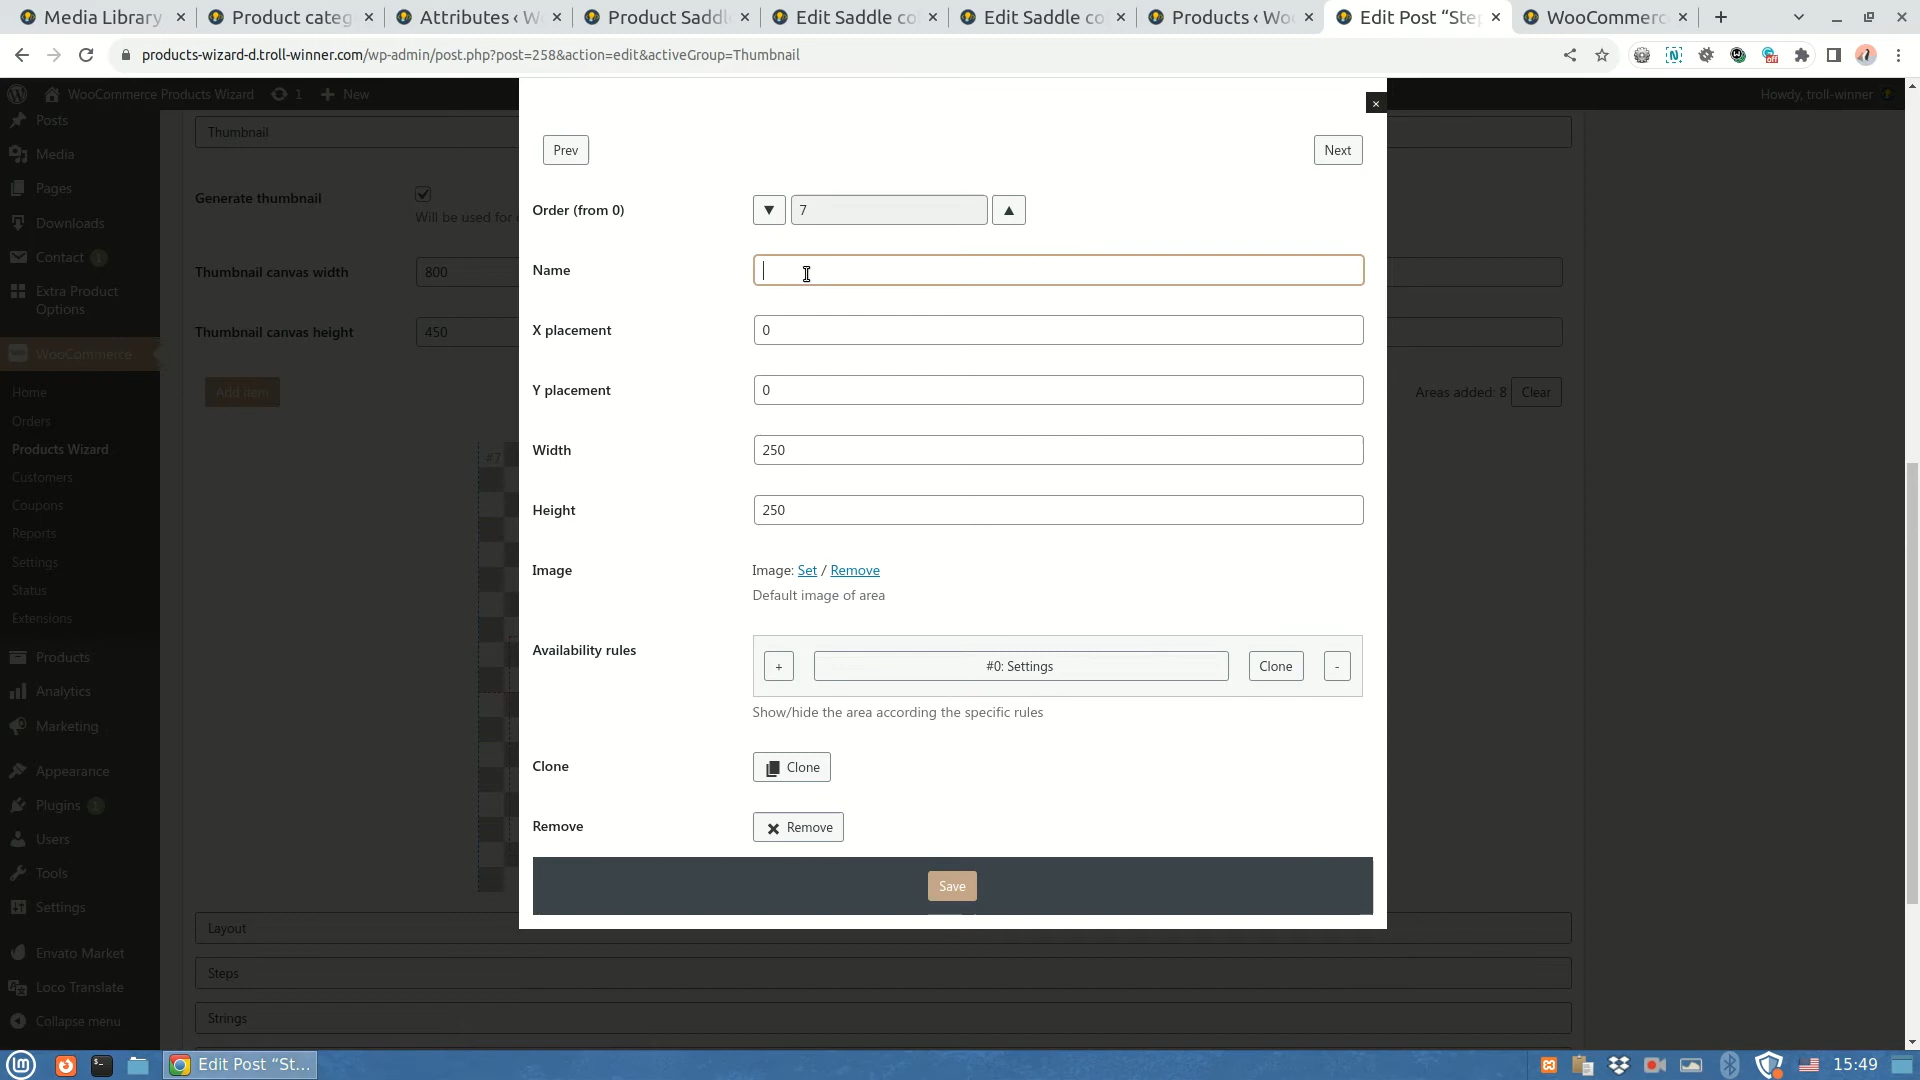 Media Library
Product categ
Attributes ‹ W
Product Saddl
Edit Saddle co
Edit Saddle co
Products ‹ Woo
Edit Post “Ste
WooCommerc
products-wizard-d.troll-winner.com/wp-admin/post.php?post=258&action=edit&activeGroup=Thumbnail
WooCommerce Products Wizard 1 New
Howdy, troll-winner
Posts
Media
Pages
Downloads
Contact 1
Extra Product
Options
WooCommerce
Home
Orders
Products Wizard
Customers
Coupons
Reports
Settings
Status
Extensions
Products
Analytics
Marketing
Appearance
Plugins 1
Users
Tools
Settings
Envato Market
Loco Translate
Collapse menu
Thumbnail
Generate thumbnail
Will be used for
Thumbnail canvas width 800
Thumbnail canvas height 450
Add item
Areas added: 8 Clear
#7
Layout
Steps
Strings
×
Prev Next
Order (from 0) ▼ 7 ▲
Name
X placement 0
Y placement 0
Width 250
Height 250
Image Image: Set / Remove
Default image of area
Availability rules + #0: Settings Clone -
Show/hide the area according the specific rules
Clone Clone
Remove Remove
Save
Edit Post “St...
15:49